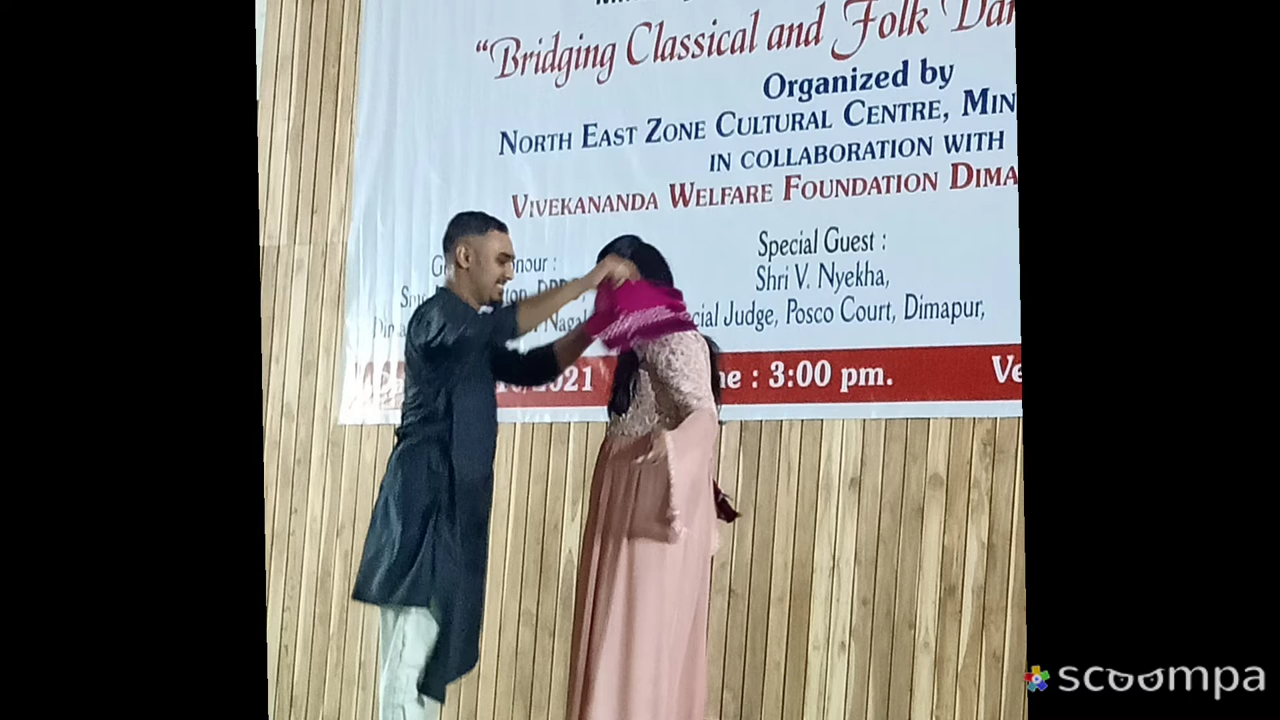 “Bridging Classical and Folk
Organized by
NORTH EAST ZONE CULTURAL CENTRE,
IN COLLABORATION WITH
VIVEKANANDA WELFARE FOUNDATION
Special Guest :
Shri V. Nyekha,
Judge, Posco Court, Dimapur,
/2021
: 3:00 pm.
scoompa